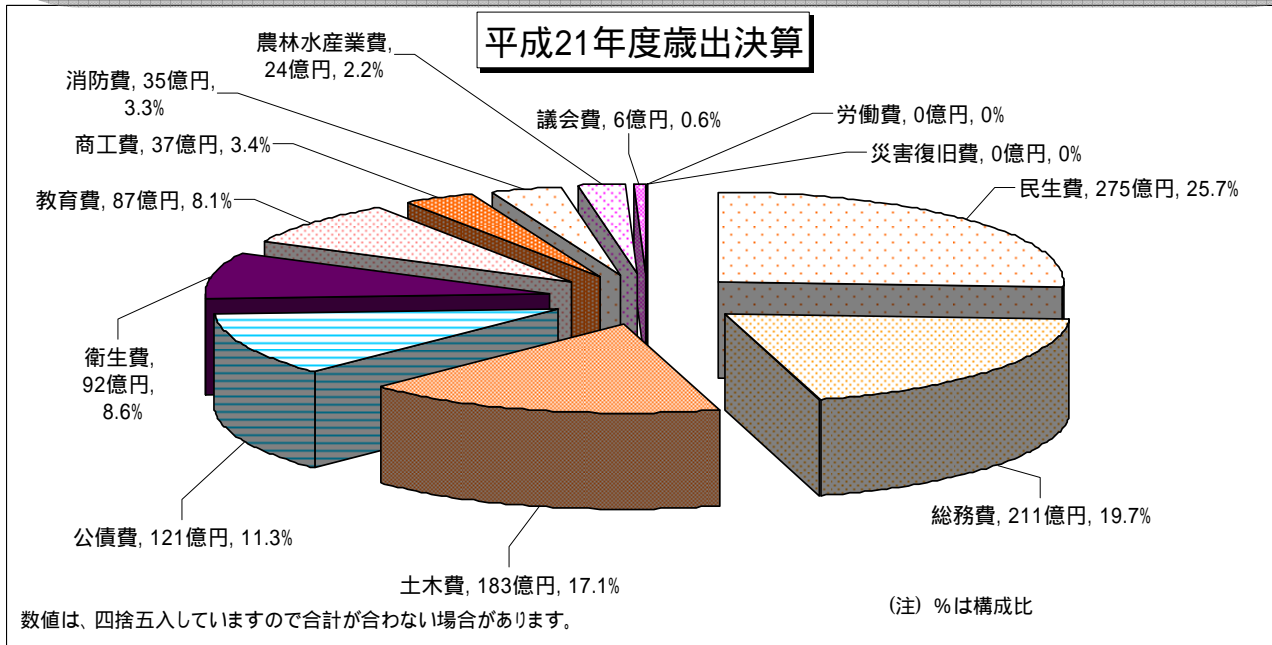 平成21年度歳出決算
農林水産業費,
24億円, 2.2%
消防費, 35億円,
3.3%
商工費, 37億円, 3.4%
教育費, 87億円, 8.1%
衛生費,
92億円,
8.6%
公債費, 121億円, 11.3%
土木費, 183億円, 17.1%
総務費, 211億円, 19.7%
民生費, 275億円, 25.7%
災害復旧費, 0億円, 0%
労働費, 0億円, 0%
議会費, 6億円, 0.6%
数値は、四捨五入していますので合計が合わない場合があります。
(注) %は構成比